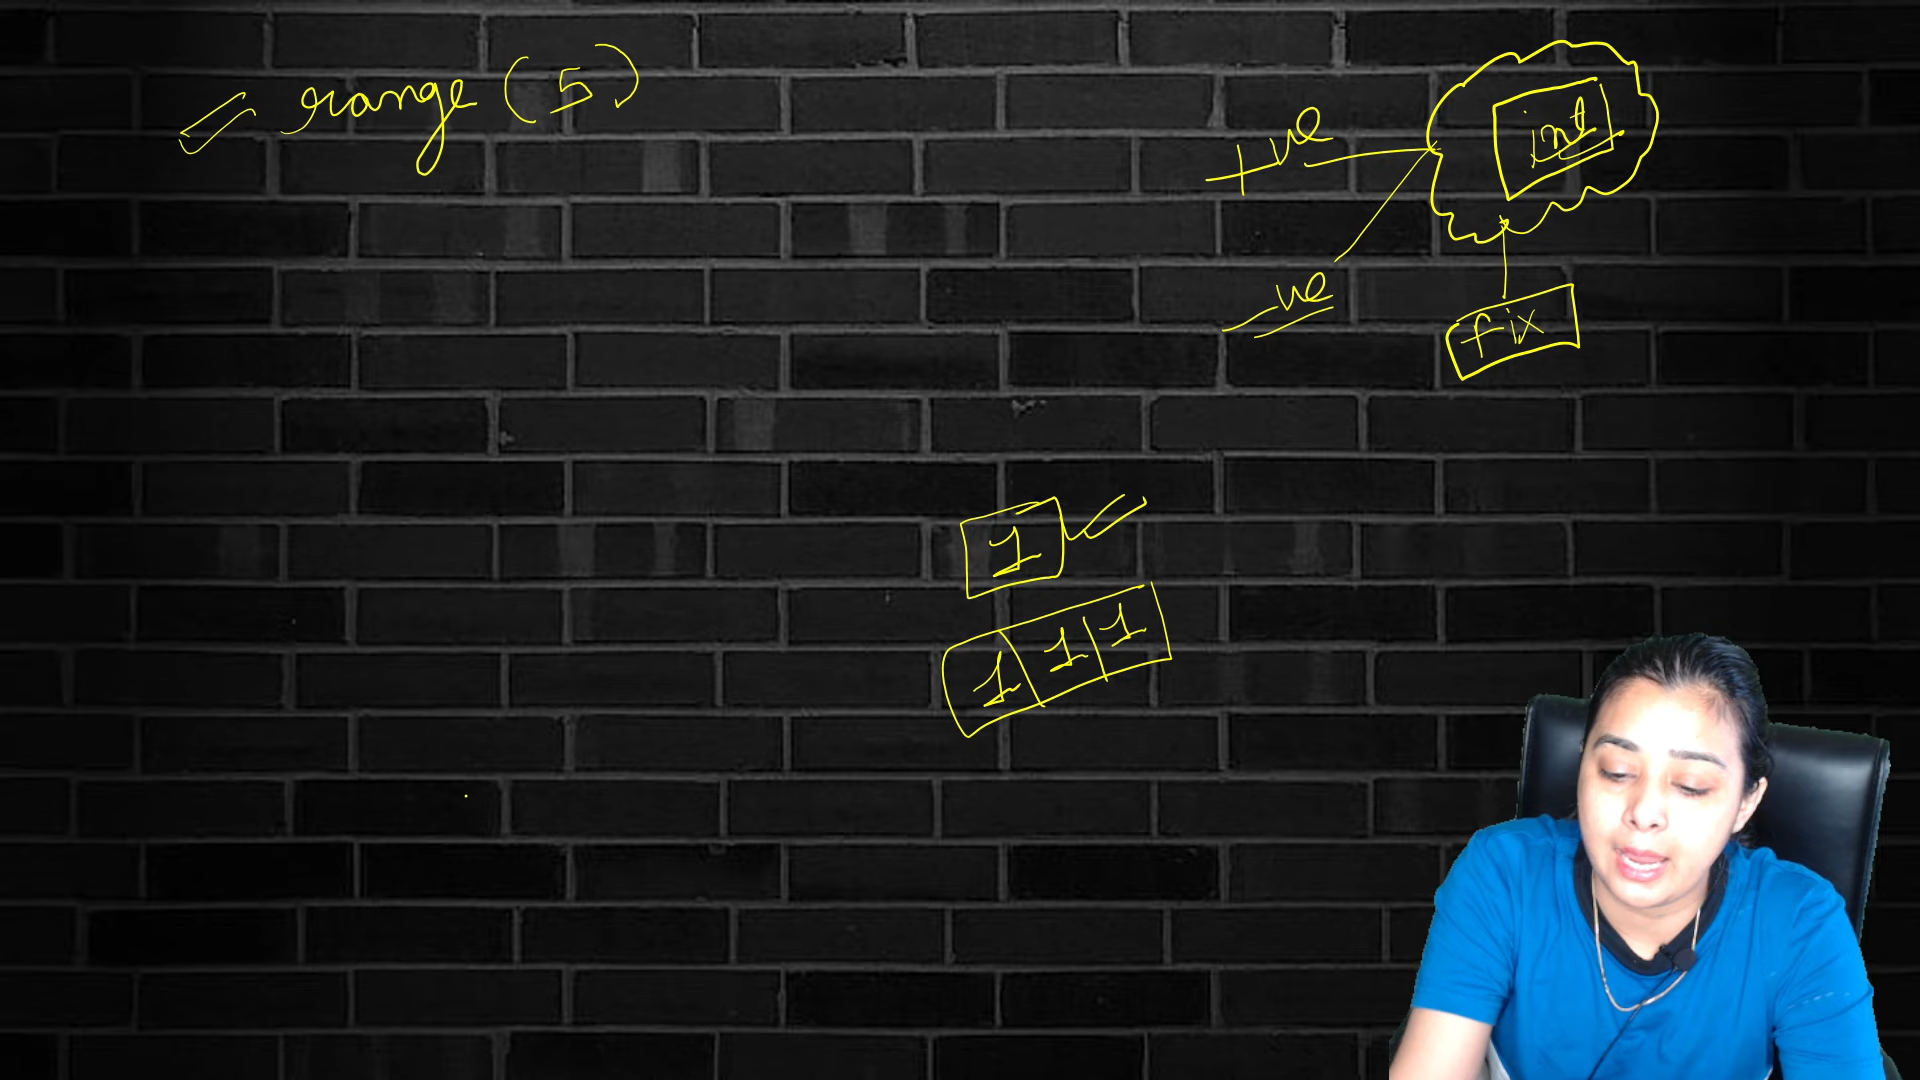 range(5)
+ve
int
-ve
fix
1
1 1 1